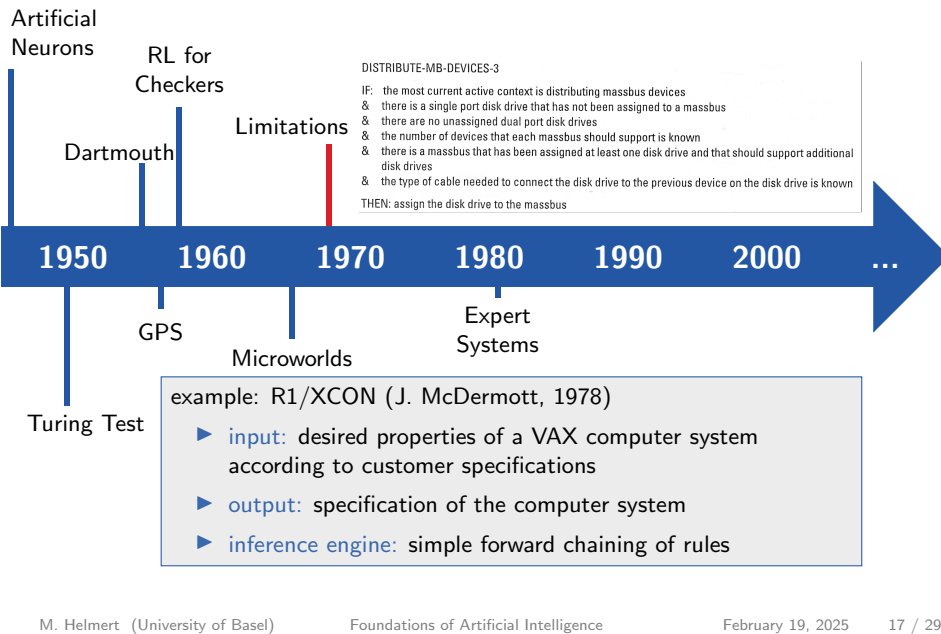 Artificial
Neurons
RL for
Checkers
Dartmouth
Limitations
DISTRIBUTE-MB-DEVICES-3
IF: the most current active context is distributing massbus devices
& there is a single port disk drive that has not been assigned to a massbus
& there are no unassigned dual port disk drives
& the number of devices that each massbus should support is known
& there is a massbus that has been assigned at least one disk drive and that should support additional
disk drives
& the type of cable needed to connect the disk drive to the previous device on the disk drive is known
THEN: assign the disk drive to the massbus
1950 1960 1970 1980 1990 2000 ...
GPS
Microworlds
Expert
Systems
Turing Test
example: R1/XCON (J. McDermott, 1978)
▶ input: desired properties of a VAX computer system
according to customer specifications
▶ output: specification of the computer system
▶ inference engine: simple forward chaining of rules
M. Helmert (University of Basel) Foundations of Artificial Intelligence February 19, 2025 17 / 29